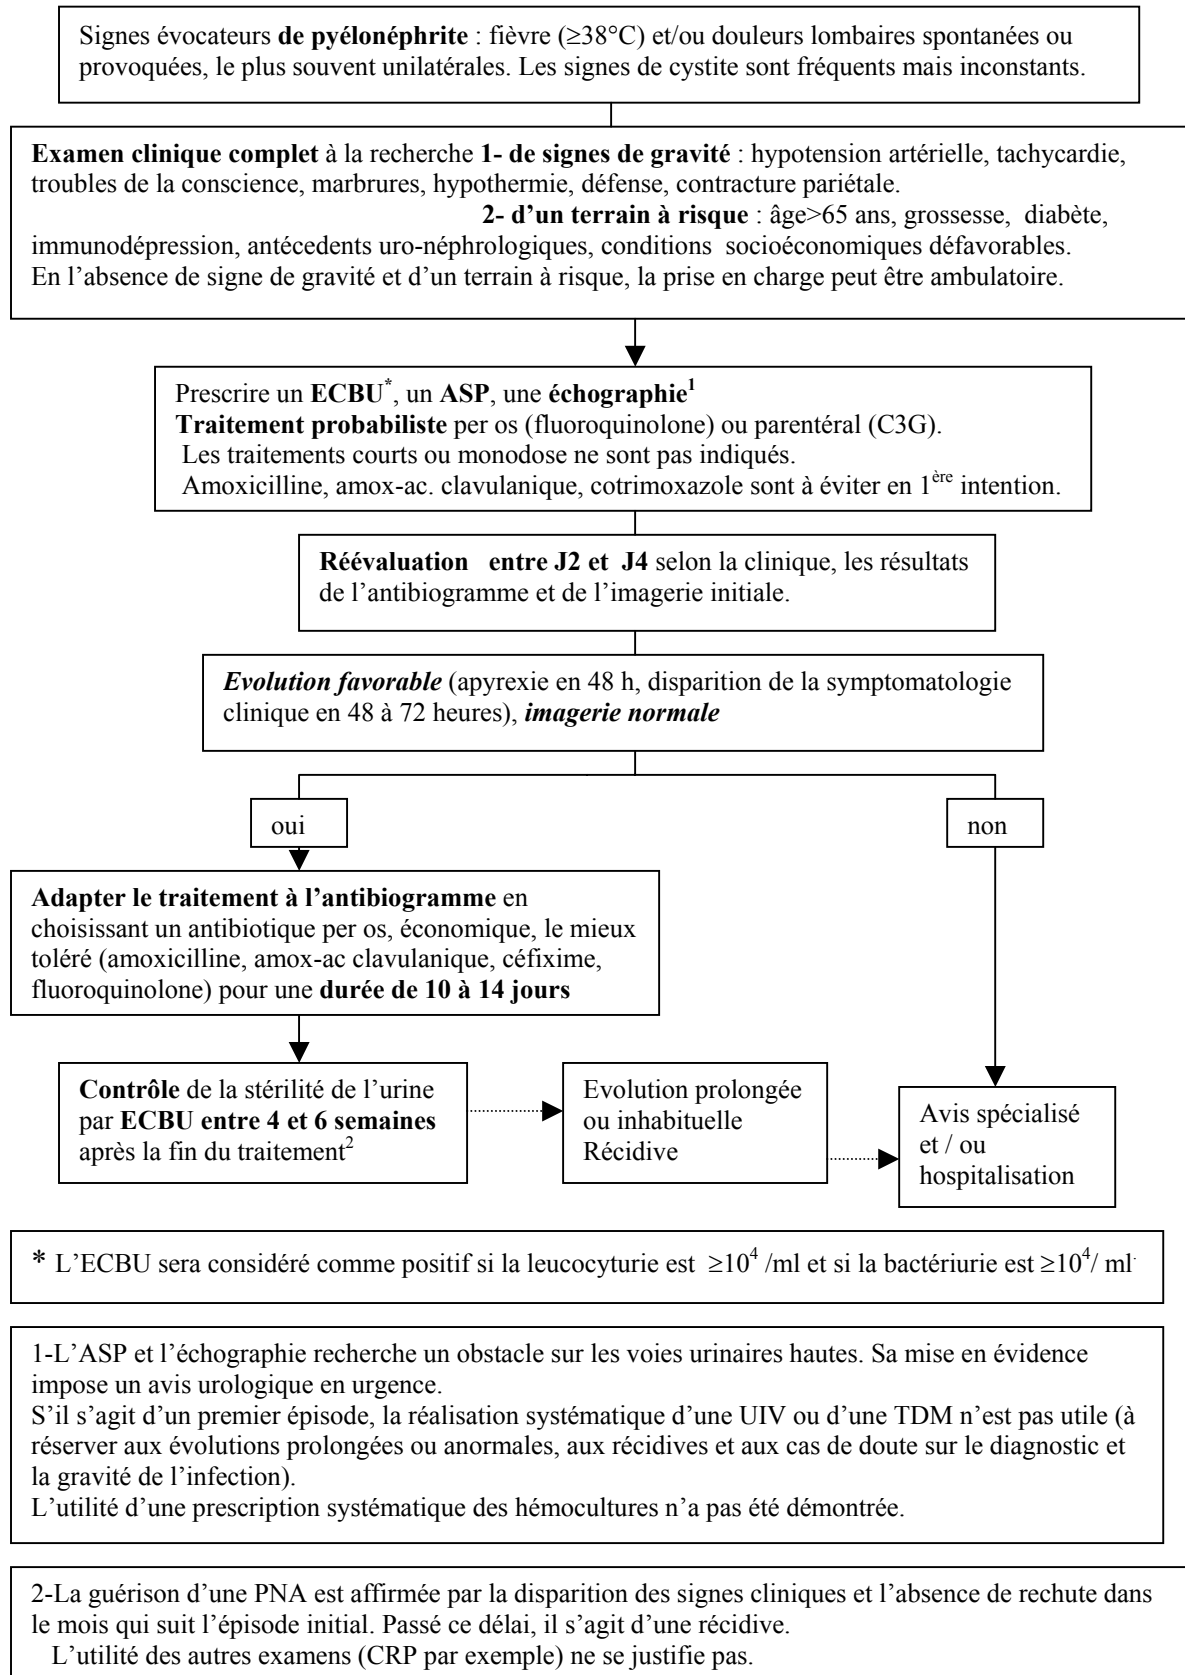 Signes évocateurs de pyélonéphrite : fièvre (≥38°C) et/ou douleurs lombaires spontanées ou
provoquées, le plus souvent unilatérales. Les signes de cystite sont fréquents mais inconstants.
Examen clinique complet à la recherche 1- de signes de gravité : hypotension artérielle, tachycardie,
troubles de la conscience, marbrures, hypothermie, défense, contracture pariétale.
2- d'un terrain à risque : âge>65 ans, grossesse, diabète,
immunodépression, antécedents uro-néphrologiques, conditions socioéconomiques défavorables.
En l'absence de signe de gravité et d'un terrain à risque, la prise en charge peut être ambulatoire.
Prescrire un ECBU*, un ASP, une échographie¹
Traitement probabiliste per os (fluoroquinolone) ou parentéral (C3G).
Les traitements courts ou monodose ne sont pas indiqués.
Amoxicilline, amox-ac. clavulanique, cotrimoxazole sont à éviter en 1ère intention.
Réévaluation entre J2 et J4 selon la clinique, les résultats
de l'antibiogramme et de l'imagerie initiale.
Evolution favorable (apyrexie en 48 h, disparition de la symptomatologie
clinique en 48 à 72 heures), imagerie normale
oui
non
Adapter le traitement à l'antibiogramme en
choisissant un antibiotique per os, économique, le mieux
toléré (amoxicilline, amox-ac clavulanique, céfixime,
fluoroquinolone) pour une durée de 10 à 14 jours
Contrôle de la stérilité de l'urine
par ECBU entre 4 et 6 semaines
après la fin du traitement²
Evolution prolongée
ou inhabituelle
Récidive
Avis spécialisé
et / ou
hospitalisation
* L'ECBU sera considéré comme positif si la leucocyturie est ≥10⁴ /ml et si la bactériurie est ≥10⁴/ ml.
1-L'ASP et l'échographie recherche un obstacle sur les voies urinaires hautes. Sa mise en évidence
impose un avis urologique en urgence.
S'il s'agit d'un premier épisode, la réalisation systématique d'une UIV ou d'une TDM n'est pas utile (à
réserver aux évolutions prolongées ou anormales, aux récidives et aux cas de doute sur le diagnostic et
la gravité de l'infection).
L'utilité d'une prescription systématique des hémocultures n'a pas été démontrée.
2-La guérison d'une PNA est affirmée par la disparition des signes cliniques et l'absence de rechute dans
le mois qui suit l'épisode initial. Passé ce délai, il s'agit d'une récidive.
L'utilité des autres examens (CRP par exemple) ne se justifie pas.